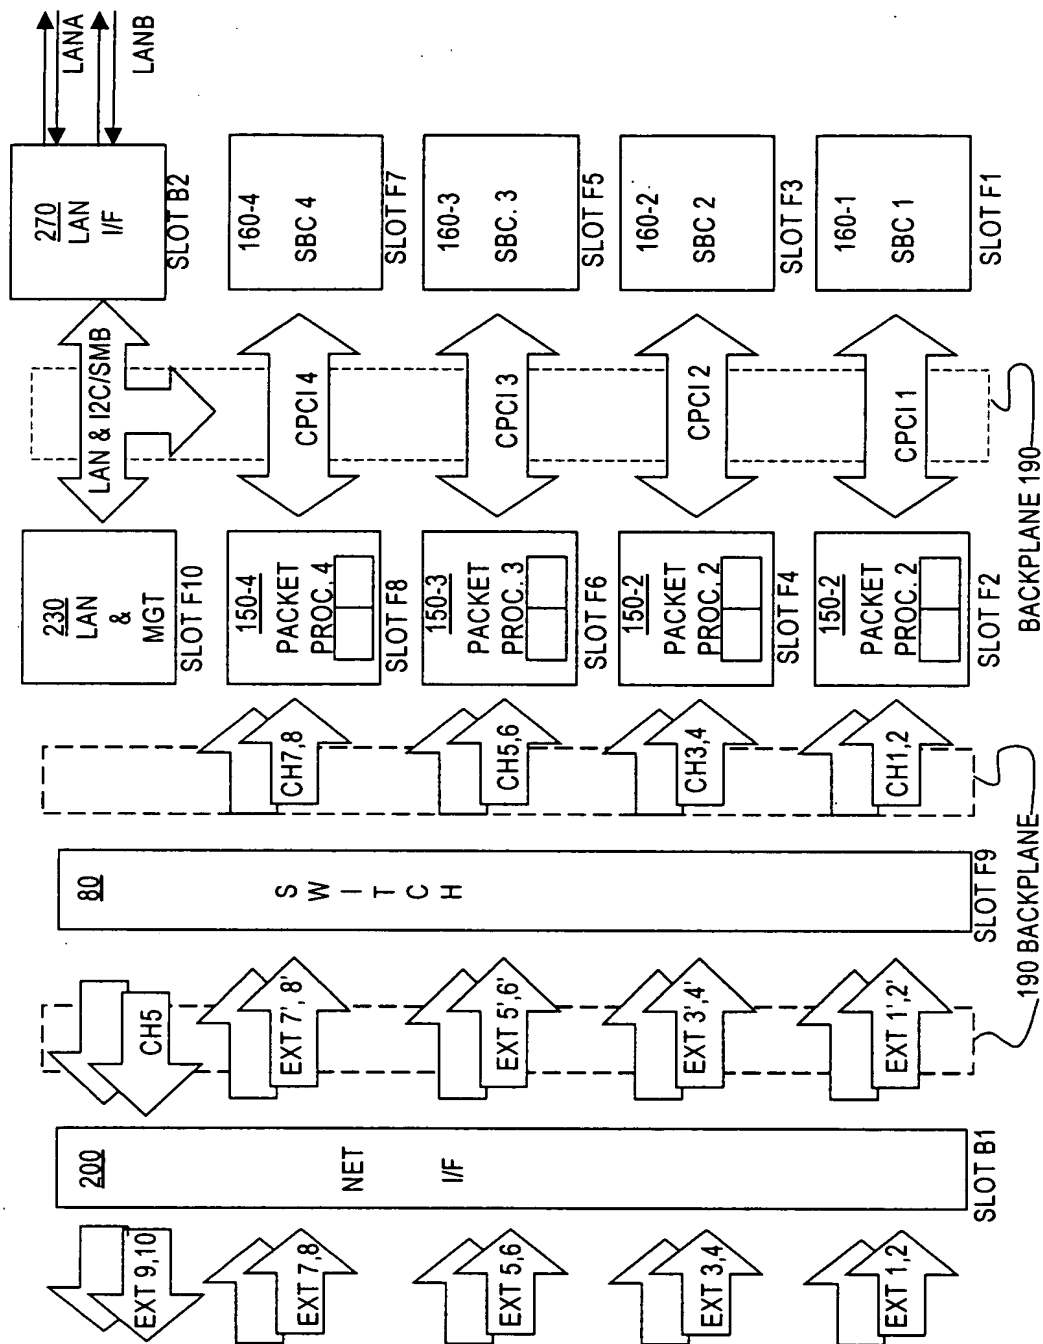 EXT 9,10
EXT 7,8
EXT 5,6
EXT 3,4
EXT 1,2
200
NET
I/F
SLOT B1
CH5
EXT 7', 8'
EXT 5',6'
EXT 3',4'
EXT 1',2'
190 BACKPLANE
80
S
W
I
T
C
H
SLOT F9
CH7,8
CH5,6
CH3,4
CH1,2
230
LAN
&
MGT
SLOT F10
150-4
PACKET
PROC. 4
SLOT F8
150-3
PACKET
PROC. 3
SLOT F6
150-2
PACKET
PROC. 2
SLOT F4
150-2
PACKET
PROC. 2
SLOT F2
LAN & I2C/SMB
CPCI 4
CPCI 3
CPCI 2
CPCI 1
BACKPLANE 190
270
LAN
I/F
SLOT B2
160-4
SBC 4
SLOT F7
160-3
SBC. 3
SLOT F5
160-2
SBC 2
SLOT F3
160-1
SBC 1
SLOT F1
LANA
LANB